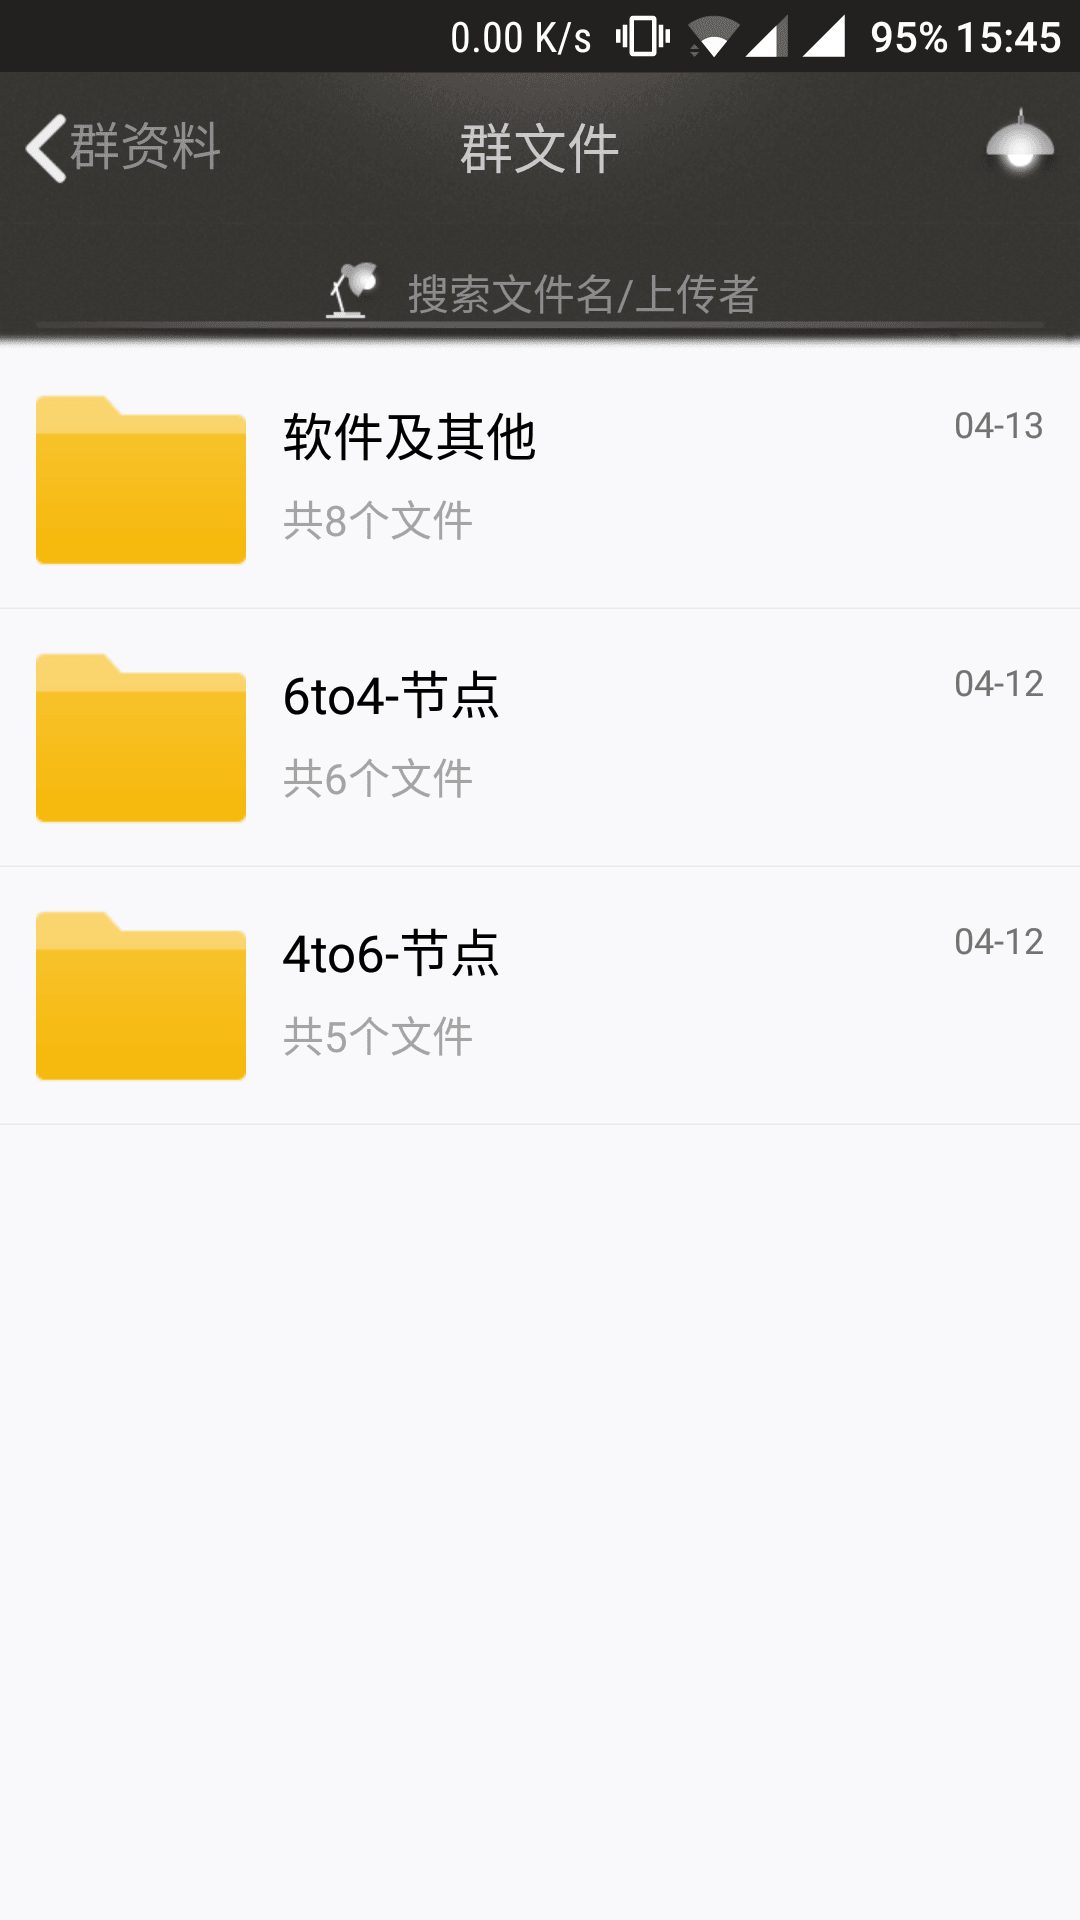 0.00 K/s 95% 15:45
群资料 群文件
搜索文件名/上传者
软件及其他 04-13
共8个文件
6to4-节点 04-12
共6个文件
4to6-节点 04-12
共5个文件